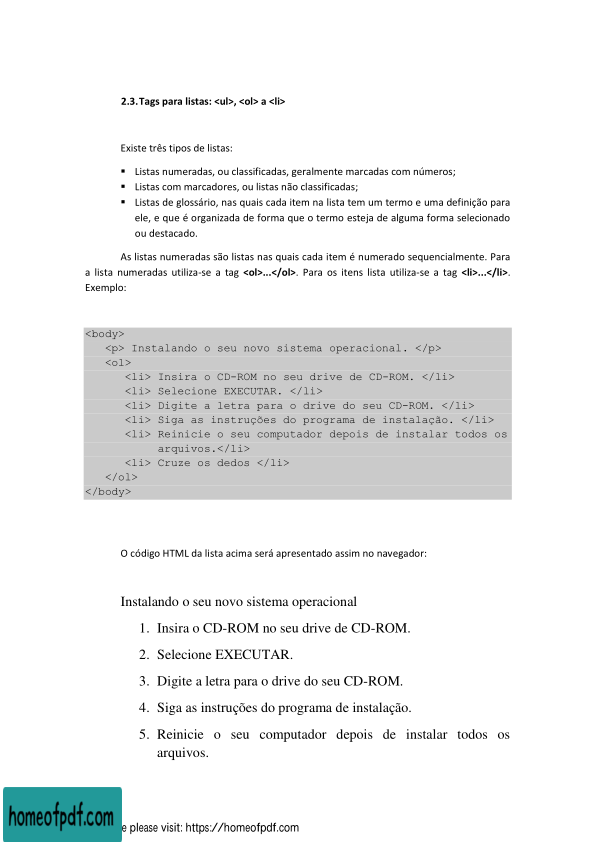 2.3. Tags para listas: <ul>, <ol> a <li>
Existe três tipos de listas:
▪ Listas numeradas, ou classificadas, geralmente marcadas com números;
▪ Listas com marcadores, ou listas não classificadas;
▪ Listas de glossário, nas quais cada item na lista tem um termo e uma definição para
ele, e que é organizada de forma que o termo esteja de alguma forma selecionado
ou destacado.
As listas numeradas são listas nas quais cada item é numerado sequencialmente. Para
a lista numeradas utiliza-se a tag <ol>...</ol>. Para os itens lista utiliza-se a tag <li>...</li>.
Exemplo:
<body>
<p> Instalando o seu novo sistema operacional. </p>
<ol>
<li> Insira o CD-ROM no seu drive de CD-ROM. </li>
<li> Selecione EXECUTAR. </li>
<li> Digite a letra para o drive do seu CD-ROM. </li>
<li> Siga as instruções do programa de instalação. </li>
<li> Reinicie o seu computador depois de instalar todos os
arquivos.</li>
<li> Cruze os dedos </li>
</ol>
</body>
O código HTML da lista acima será apresentado assim no navegador:
Instalando o seu novo sistema operacional
1. Insira o CD-ROM no seu drive de CD-ROM.
2. Selecione EXECUTAR.
3. Digite a letra para o drive do seu CD-ROM.
4. Siga as instruções do programa de instalação.
5. Reinicie o seu computador depois de instalar todos os
arquivos.
homeofpdf.com
e please visit: https://homeofpdf.com